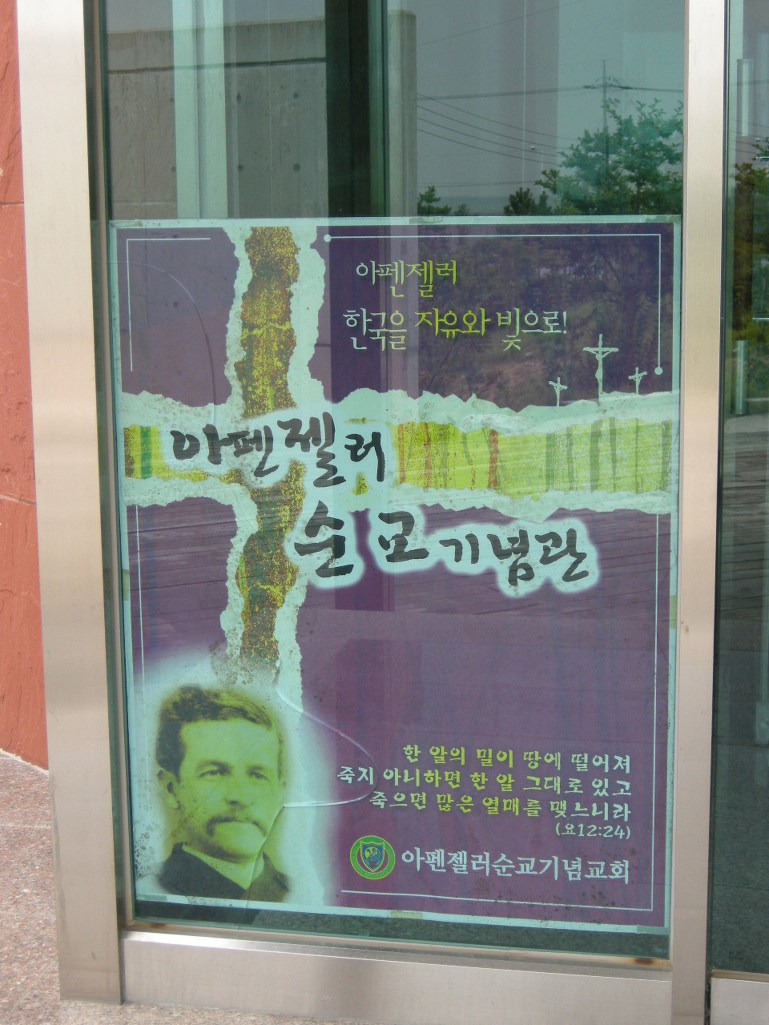 아펜젤러
한국을 자유와 빛으로!
아펜젤러
순교기념관
한 알의 밀이 땅에 떨어져
죽지 아니하면 한 알 그대로 있고
죽으면 많은 열매를 맺느니라
(요12:24)
아펜젤러순교기념교회